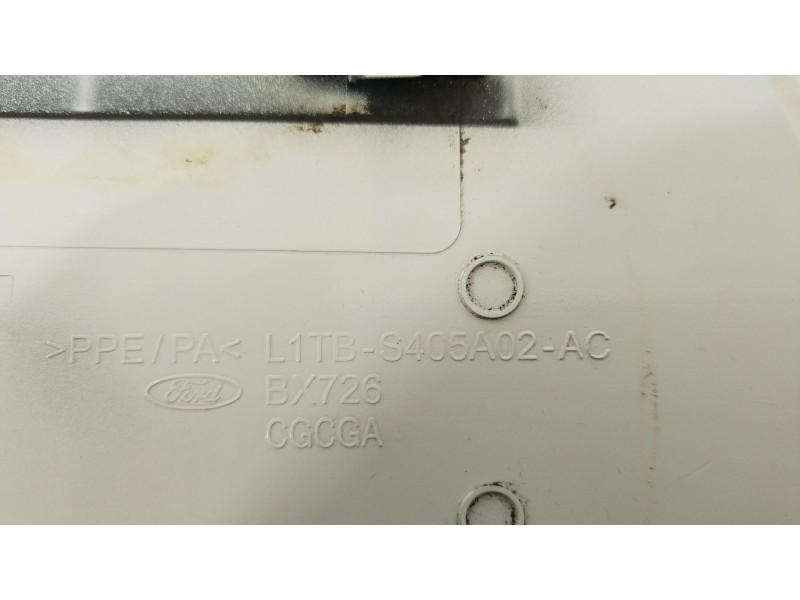 >PPE/PA< L1TB-S405A02-AC
Ford BX726
CGCGA